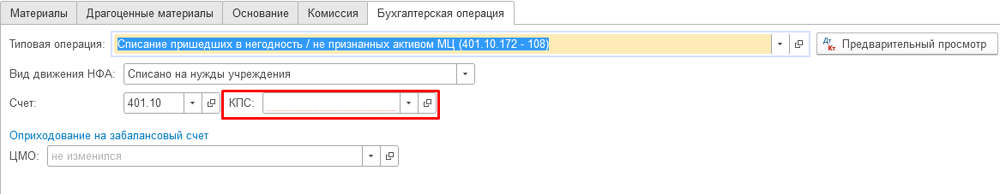 Материалы Драгоценные материалы Основание Комиссия Бухгалтерская операция
Типовая операция: Списание пришедших в негодность / не признанных активом МЦ (401.10.172 - 108) Дт Кт Предварительный просмотр
Вид движения НФА: Списано на нужды учреждения
Счет: 401.10 КПС:
Оприходование на забалансовый счет
ЦМО: не изменился